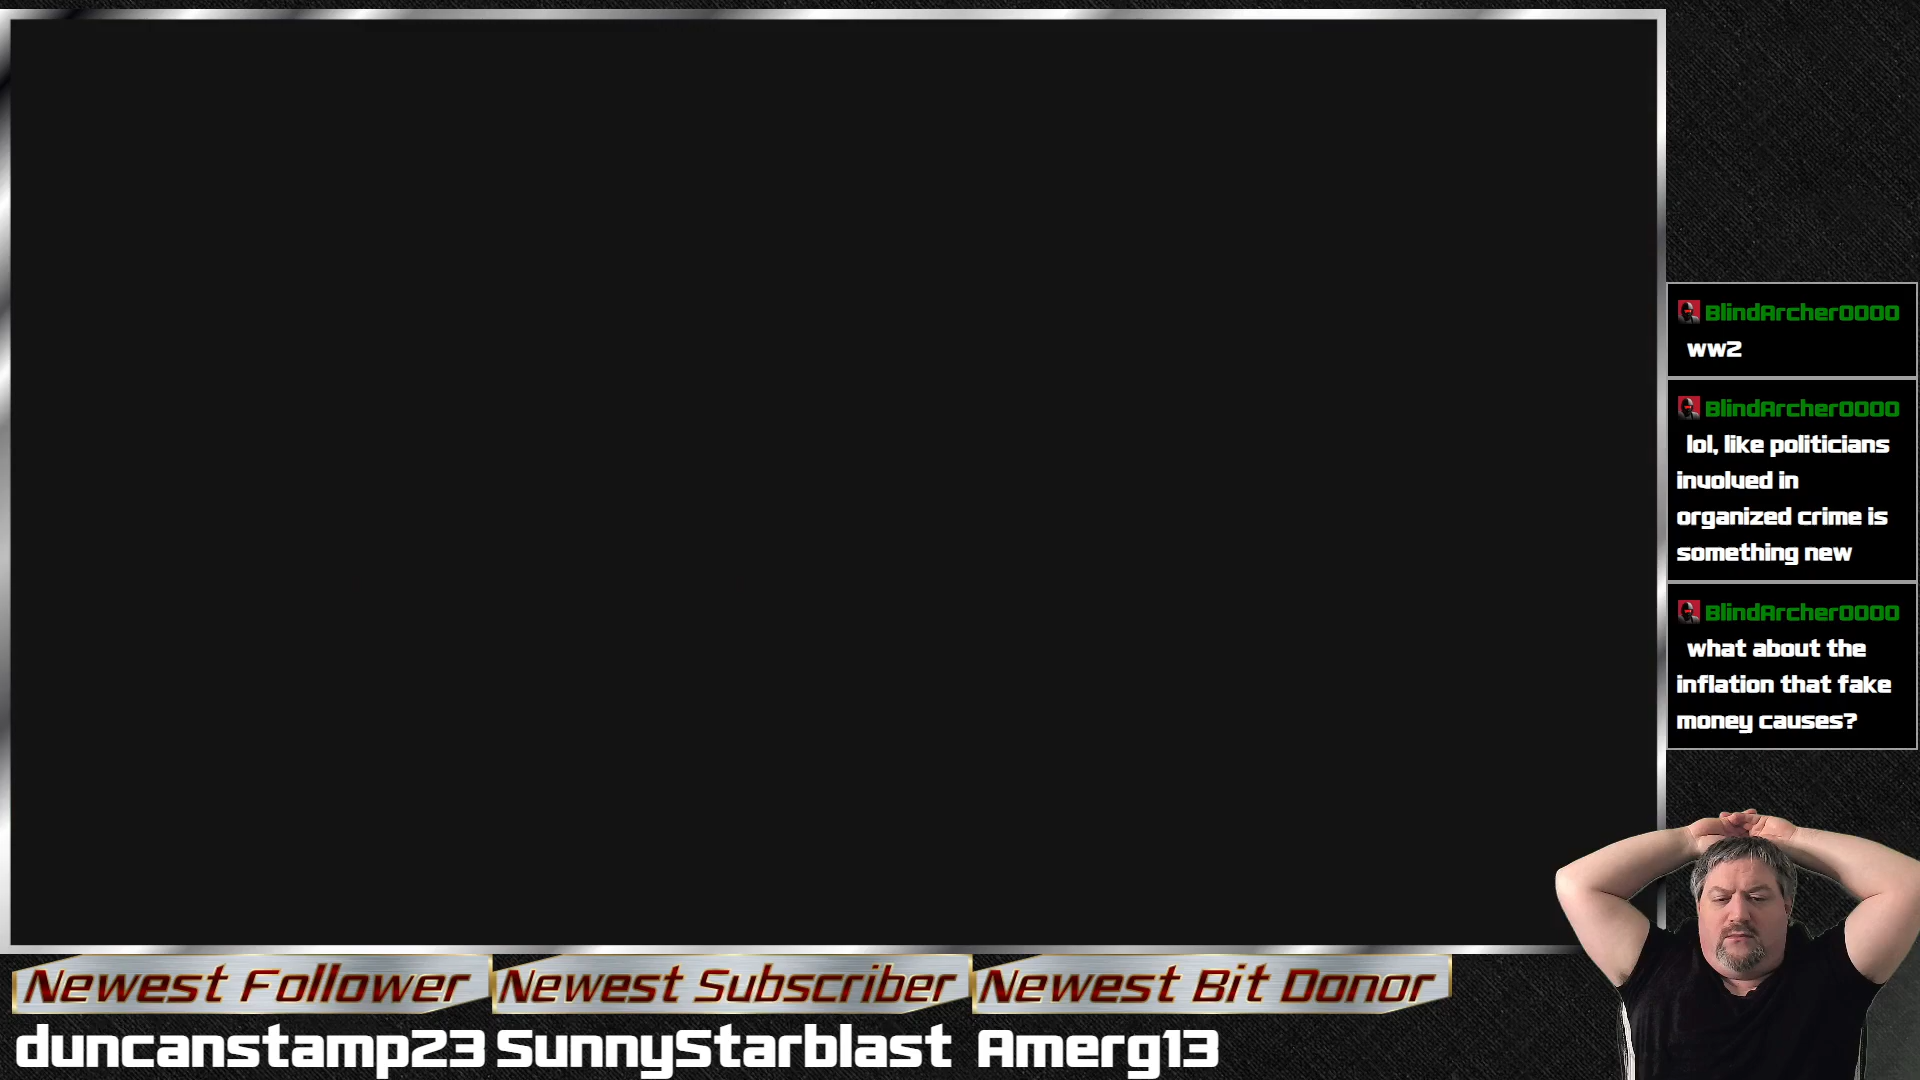 BlindArcher0000
ww2
BlindArcher0000
lol, like politicians
involved in
organized crime is
something new
BlindArcher0000
what about the
inflation that fake
money causes?
Newest Follower Newest Subscriber Newest Bit Donor
duncanstamp23 SunnyStarblast Amerg13